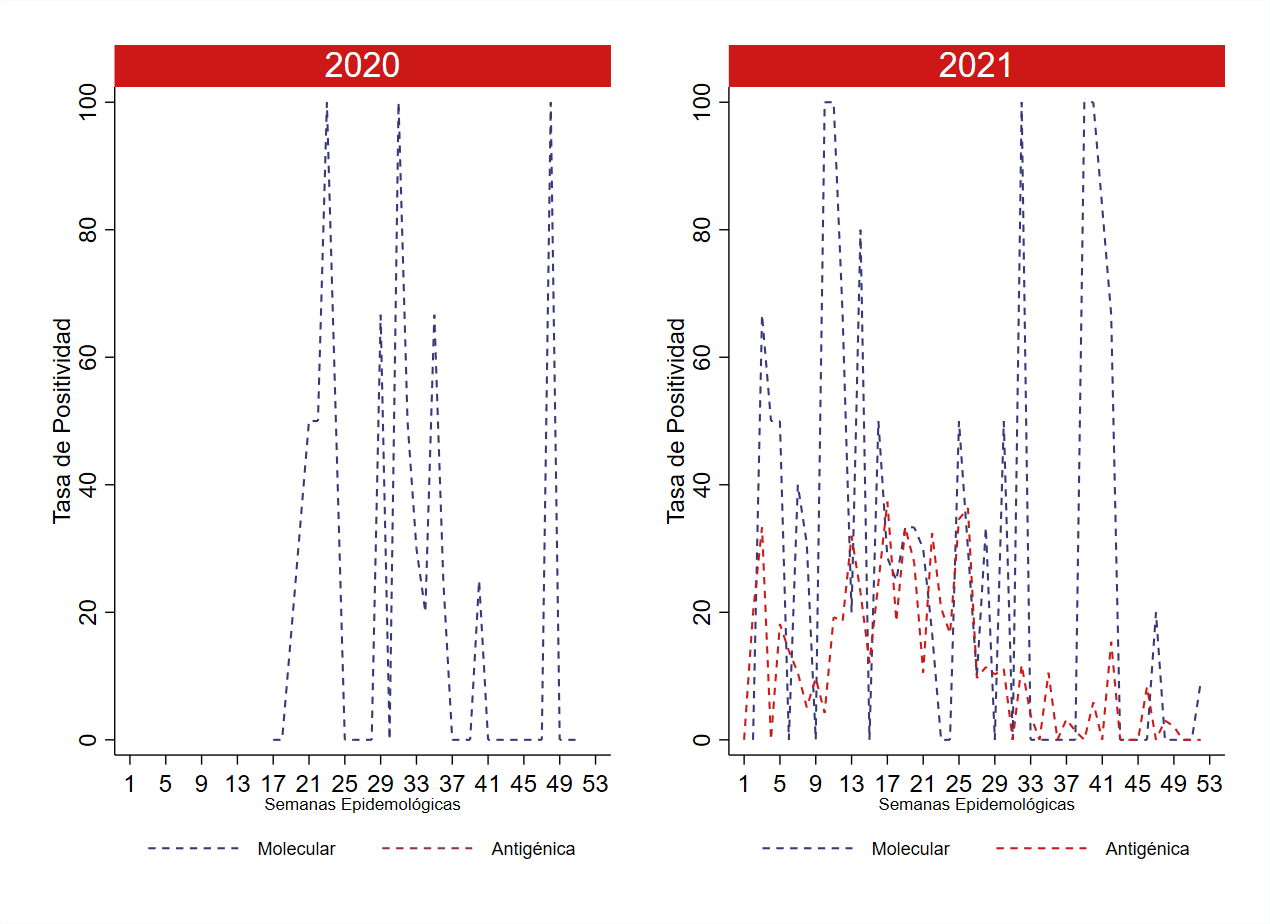 2020
Tasa de Positividad
100
80
60
40
20
0
1 5 9 13 17 21 25 29 33 37 41 45 49 53
Semanas Epidemológicas
Molecular Antigénica
2021
Tasa de Positividad
100
80
60
40
20
0
1 5 9 13 17 21 25 29 33 37 41 45 49 53
Semanas Epidemológicas
Molecular Antigénica